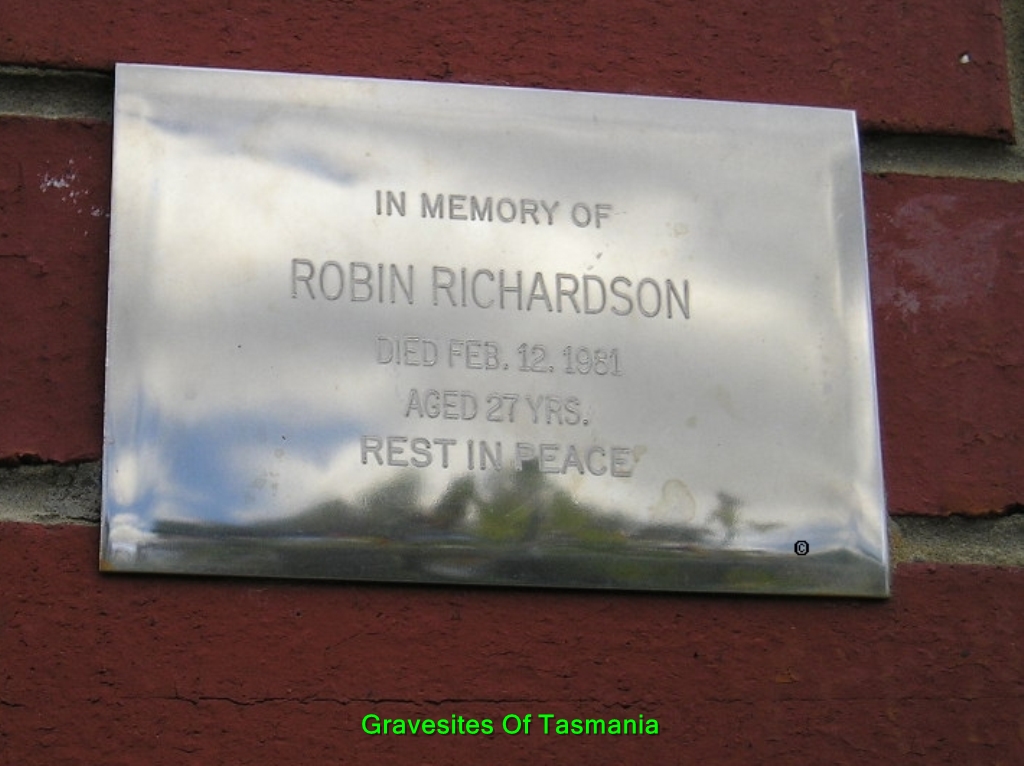 IN MEMORY OF
ROBIN RICHARDSON
DIED FEB. 12. 1981
AGED 27 YRS.
REST IN PEACE
©
Gravesites Of Tasmania